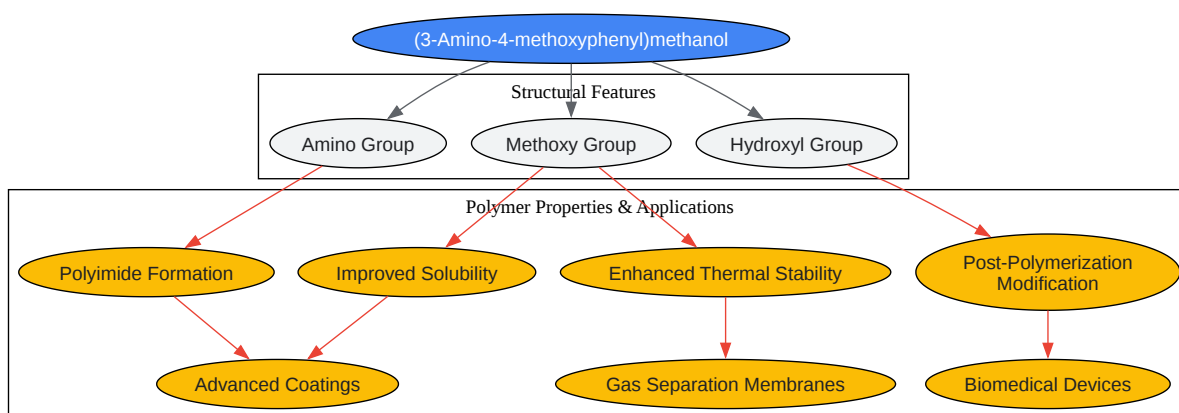 (3-Amino-4-methoxyphenyl)methanol
Structural Features
Amino Group
Methoxy Group
Hydroxyl Group
Polymer Properties & Applications
Polyimide Formation
Improved Solubility
Enhanced Thermal Stability
Post-Polymerization
Modification
Advanced Coatings
Gas Separation Membranes
Biomedical Devices